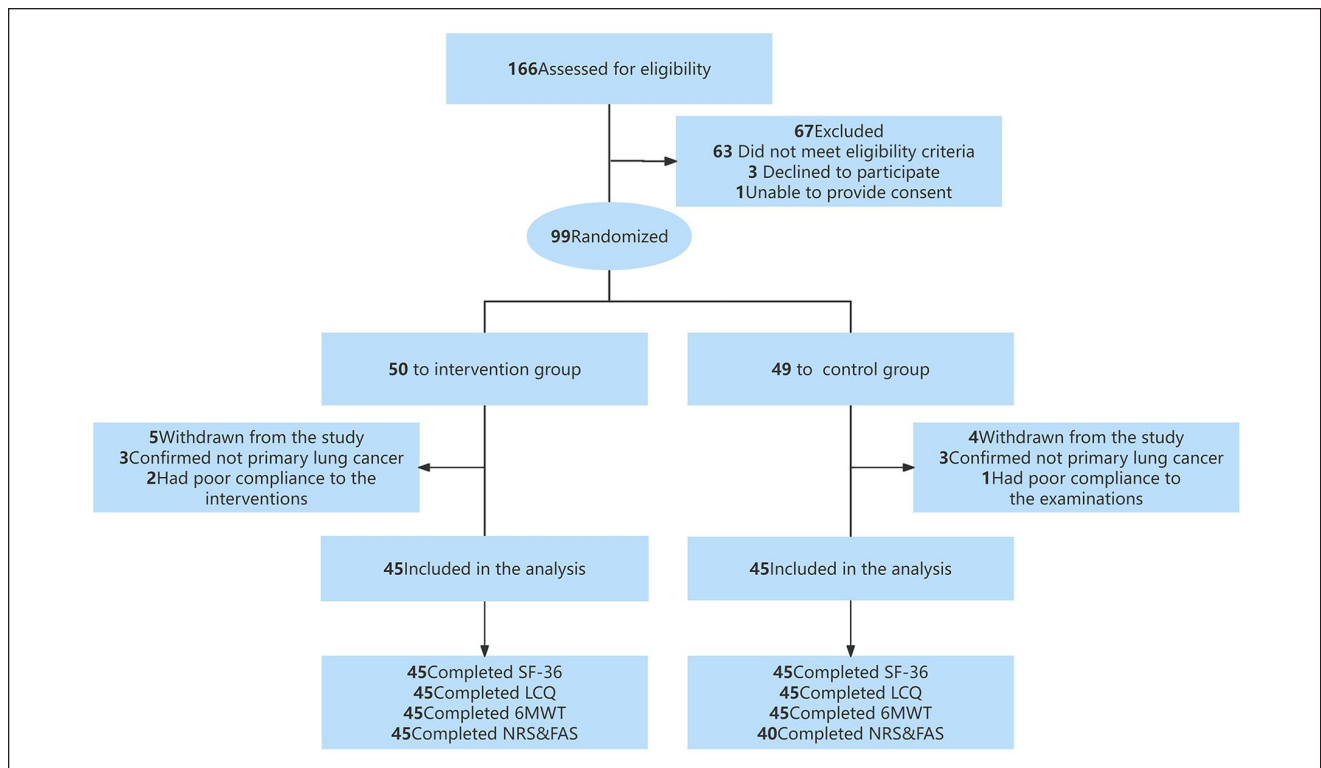 166Assessed for eligibility
67Excluded
63 Did not meet eligibility criteria
3 Declined to participate
1Unable to provide consent
99Randomized
50 to intervention group
49 to  control group
5Withdrawn from the study
3Confirmed not primary lung cancer
2Had poor compliance to the
interventions
4Withdrawn from the study
3Confirmed not primary lung cancer
1Had poor compliance to
the examinations
45Included in the analysis
45Included in the analysis
45Completed SF-36
45Completed LCQ
45Completed 6MWT
45Completed NRS&FAS
45Completed SF-36
45Completed LCQ
45Completed 6MWT
40Completed NRS&FAS